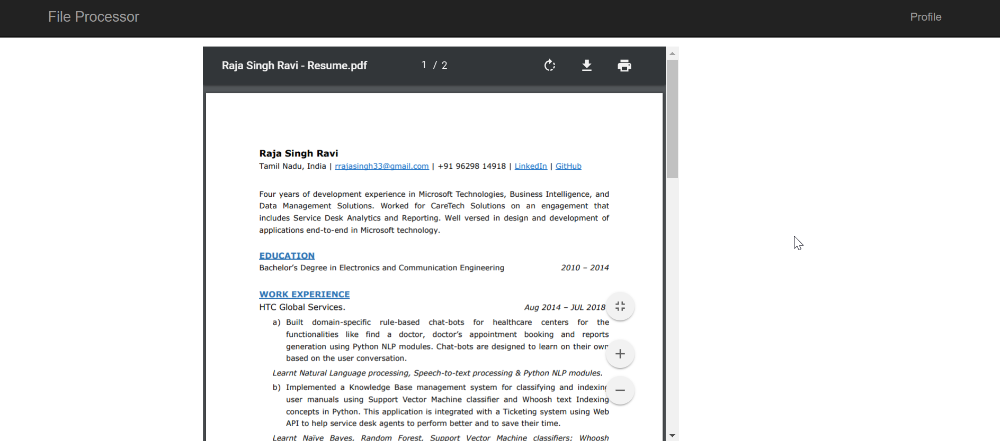 File Processor
Profile
Raja Singh Ravi - Resume.pdf
1 / 2
Raja Singh Ravi
Tamil Nadu, India | rrajasingh33@gmail.com | +91 96298 14918 | LinkedIn | GitHub
Four years of development experience in Microsoft Technologies, Business Intelligence, and
Data Management Solutions. Worked for CareTech Solutions on an engagement that
includes Service Desk Analytics and Reporting. Well versed in design and development of
applications end-to-end in Microsoft technology.
EDUCATION
Bachelor’s Degree in Electronics and Communication Engineering 2010 – 2014
WORK EXPERIENCE
HTC Global Services. Aug 2014 – JUL 2018
a) Built domain-specific rule-based chat-bots for healthcare centers for the
functionalities like find a doctor, doctor’s appointment booking and reports
generation using Python NLP modules. Chat-bots are designed to learn on their own
based on the user conversation.
Learnt Natural Language processing, Speech-to-text processing & Python NLP modules.
b) Implemented a Knowledge Base management system for classifying and indexing
user manuals using Support Vector Machine classifier and Whoosh text Indexing
concepts in Python. This application is integrated with a Ticketing system using Web
API to help service desk agents to perform better and to save their time.
Learnt Naïve Bayes, Random Forest, Support Vector Machine classifiers; Whoosh